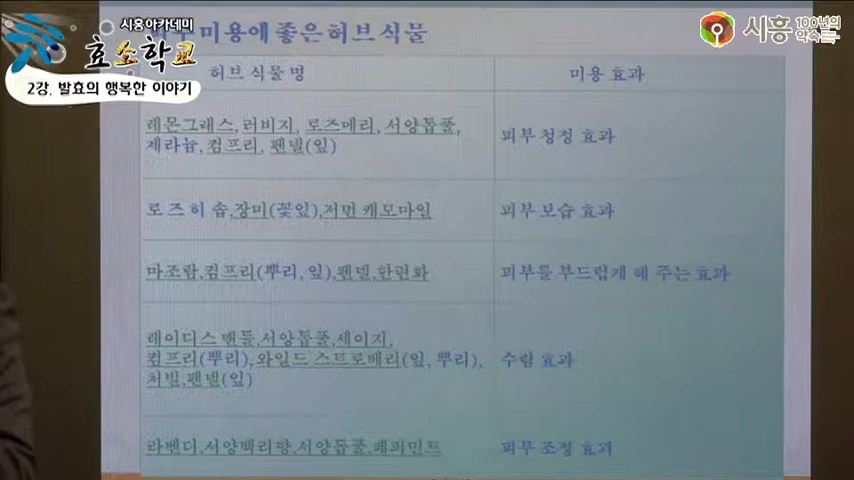 시흥아카데미
효소학교
2강. 발효의 행복한 이야기
시흥 100년의
약속
미용에 좋은 허브 식물
허브 식물 명 미용 효과
레몬그래스, 러비지, 로즈메리, 서양톱풀,
제라늄, 컴프리, 팬넬(잎) 피부 청정 효과
로 즈 히 솝,장미(꽃잎),저먼 캐모마일 피부 보습 효과
마조람,컴프리(뿌리, 잎),팬넬,한련화 피부를 부드럽게 해 주는 효과
레이디스 맨틀,서양톱풀,세이지,
컴프리(뿌리),와일드 스트로베리(잎, 뿌리), 수렴 효과
처빌,팬넬(잎)
라벤더,서양백리향,서양톱풀,페퍼민트 피부 조정 효과